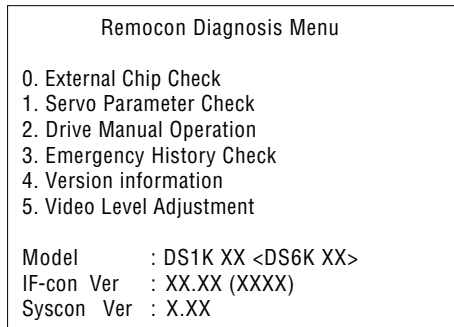 Remocon Diagnosis Menu
0. External Chip Check
1. Servo Parameter Check
2. Drive Manual Operation
3. Emergency History Check
4. Version information
5. Video Level Adjustment
Model : DS1K XX <DS6K XX>
IF-con Ver : XX.XX (XXXX)
Syscon Ver : X.XX